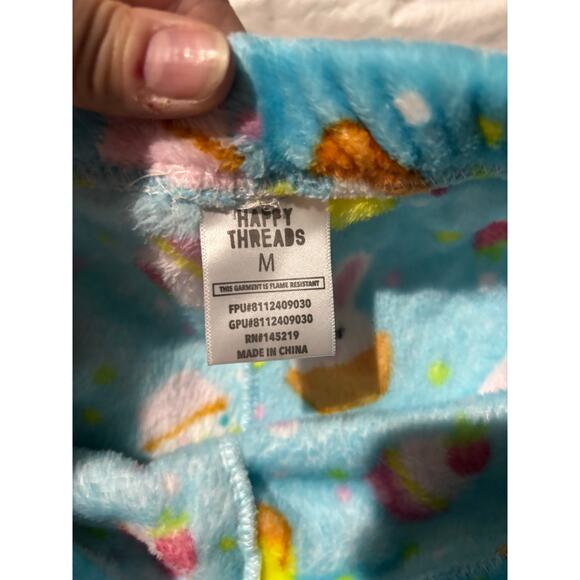 HAPPY
THREADS
M
THIS GARMENT IS FLAME RESISTANT
FPU#8112409030
GPU#8112409030
RN#145219
MADE IN CHINA